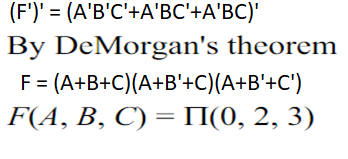 (F')' = (A'B'C'+A'BC'+A'BC)'
By DeMorgan's theorem
F = (A+B+C)(A+B'+C)(A+B'+C')
F(A, B, C) = Π(0, 2, 3)